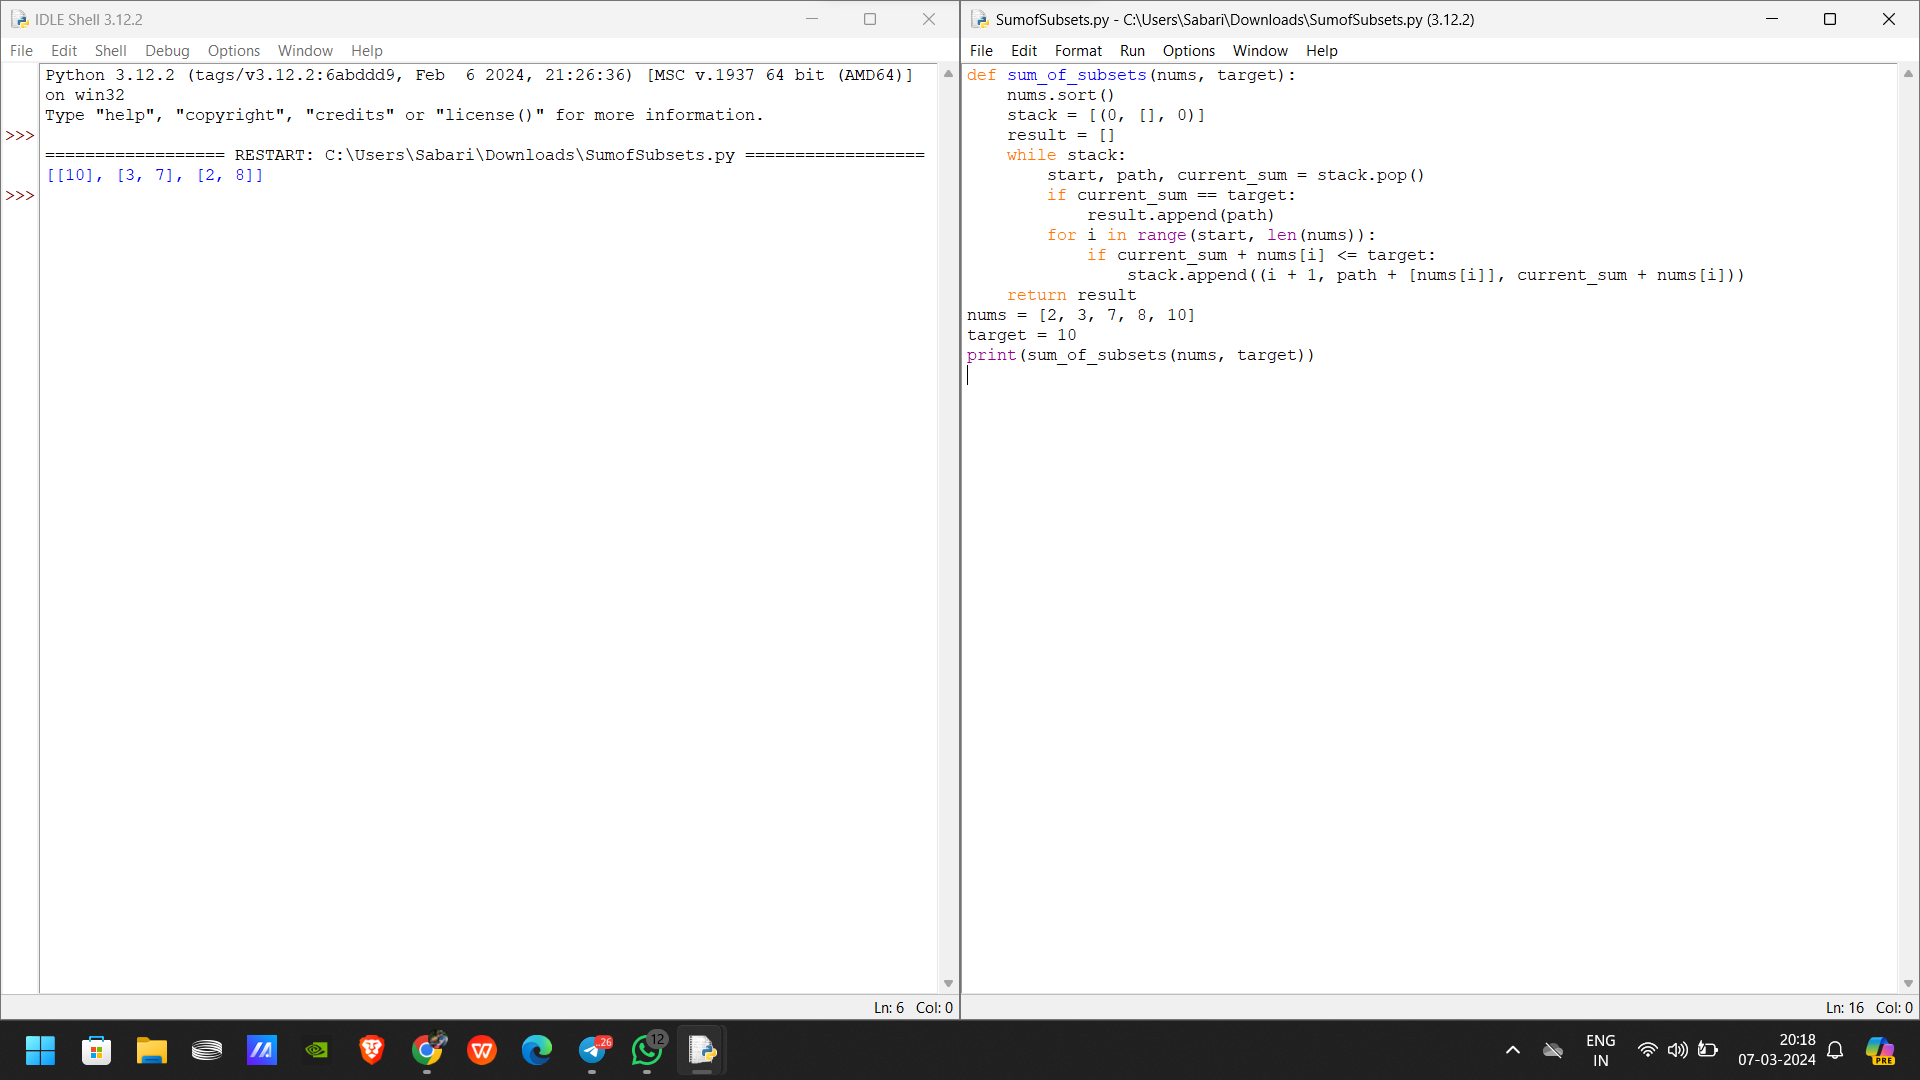 IDLE Shell 3.12.2
File Edit Shell Debug Options Window Help
Python 3.12.2 (tags/v3.12.2:6abddd9, Feb  6 2024, 21:26:36) [MSC v.1937 64 bit (AMD64)]
on win32
Type "help", "copyright", "credits" or "license()" for more information.
>>>
================== RESTART: C:\Users\Sabari\Downloads\SumofSubsets.py ==================
[[10], [3, 7], [2, 8]]
>>>
Ln: 6 Col: 0
SumofSubsets.py - C:\Users\Sabari\Downloads\SumofSubsets.py (3.12.2)
File Edit Format Run Options Window Help
def sum_of_subsets(nums, target):
    nums.sort()
    stack = [(0, [], 0)]
    result = []
    while stack:
        start, path, current_sum = stack.pop()
        if current_sum == target:
            result.append(path)
        for i in range(start, len(nums)):
            if current_sum + nums[i] <= target:
                stack.append((i + 1, path + [nums[i]], current_sum + nums[i]))
    return result
nums = [2, 3, 7, 8, 10]
target = 10
print(sum_of_subsets(nums, target))
Ln: 16 Col: 0
W
..26
12
ENG
IN
20:18
07-03-2024
PRE